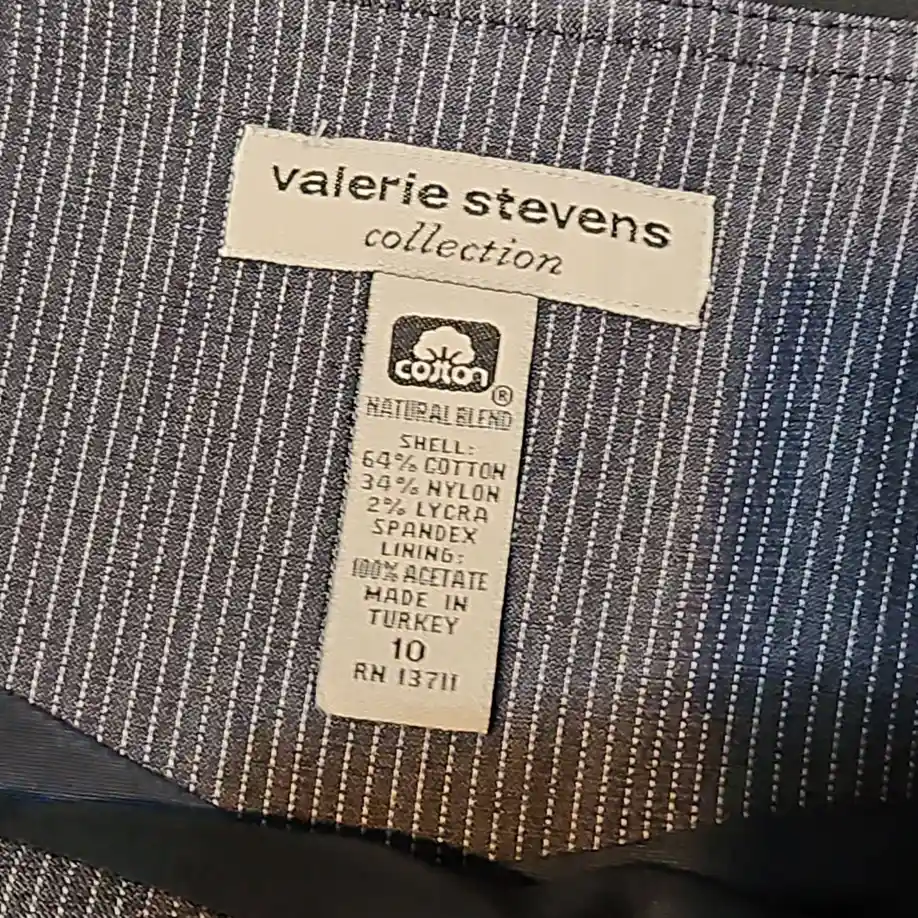 valerie stevens
collection
cotton
®
NATURAL BLEND
SHELL:
64% COTTON
34% NYLON
2% LYCRA
SPANDEX
LINING:
100% ACETATE
MADE IN
TURKEY
10
RN 13711